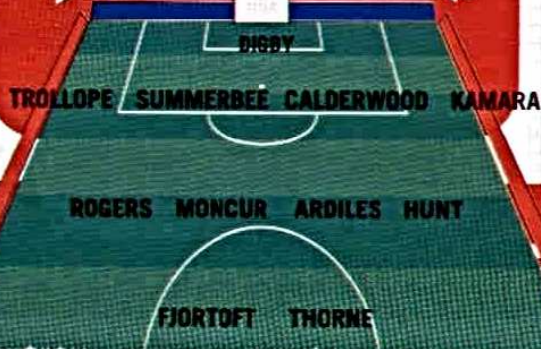 DIGBY
TROLLOPE SUMMERBEE CALDERWOOD KAMARA
ROGERS MONCUR ARDILES HUNT
FJORTOFT THORNE